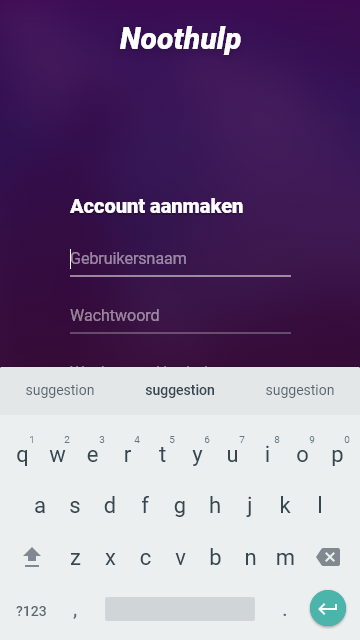 Noothulp
Account aanmaken
Gebruikersnaam
Wachtwoord
suggestion suggestion suggestion
1 2 3 4 5 6 7 8 9 0
q w e r t y u i o p
a s d f g h j k l
z x c v b n m
?123 , .